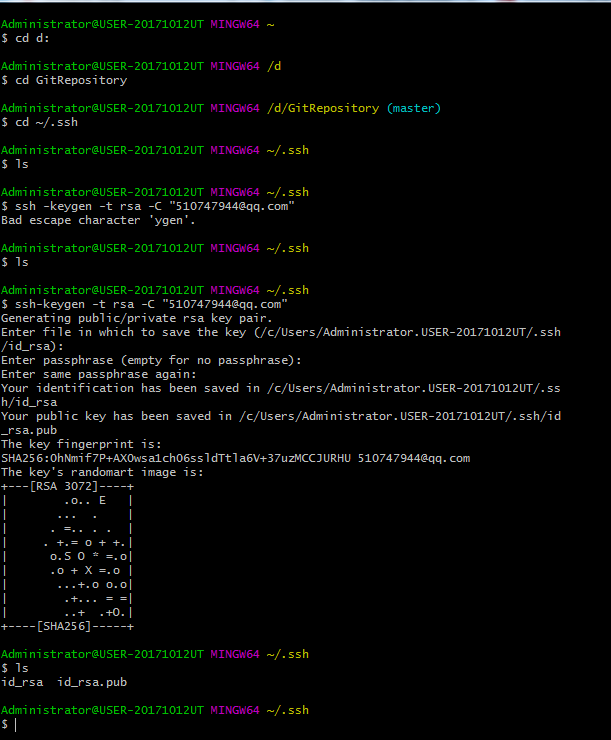 Administrator@USER-20171012UT MINGW64 ~
$ cd d:
Administrator@USER-20171012UT MINGW64 /d
$ cd GitRepository
Administrator@USER-20171012UT MINGW64 /d/GitRepository (master)
$ cd ~/.ssh
Administrator@USER-20171012UT MINGW64 ~/.ssh
$ ls
Administrator@USER-20171012UT MINGW64 ~/.ssh
$ ssh -keygen -t rsa -C "510747944@qq.com"
Bad escape character 'ygen'.
Administrator@USER-20171012UT MINGW64 ~/.ssh
$ ls
Administrator@USER-20171012UT MINGW64 ~/.ssh
$ ssh-keygen -t rsa -C "510747944@qq.com"
Generating public/private rsa key pair.
Enter file in which to save the key (/c/Users/Administrator.USER-20171012UT/.ssh
/id_rsa):
Enter passphrase (empty for no passphrase):
Enter same passphrase again:
Your identification has been saved in /c/Users/Administrator.USER-20171012UT/.ss
h/id_rsa
Your public key has been saved in /c/Users/Administrator.USER-20171012UT/.ssh/id
_rsa.pub
The key fingerprint is:
SHA256:0hNmif7P+AXOwsa1ch06ssldTtla6V+37uzMCCJURHU 510747944@qq.com
The key's randomart image is:
+---[RSA 3072]----+
|        .o.. E   |
|       ...  .    |
|      . =.. . .  |
|     . +.= o + +.|
|      o.S O * =.o|
|      .o + X =.o |
|       ...+.o o.o|
|        .+... = =|
|        ..+  .+O.|
+----[SHA256]-----+
Administrator@USER-20171012UT MINGW64 ~/.ssh
$ ls
id_rsa  id_rsa.pub
Administrator@USER-20171012UT MINGW64 ~/.ssh
$